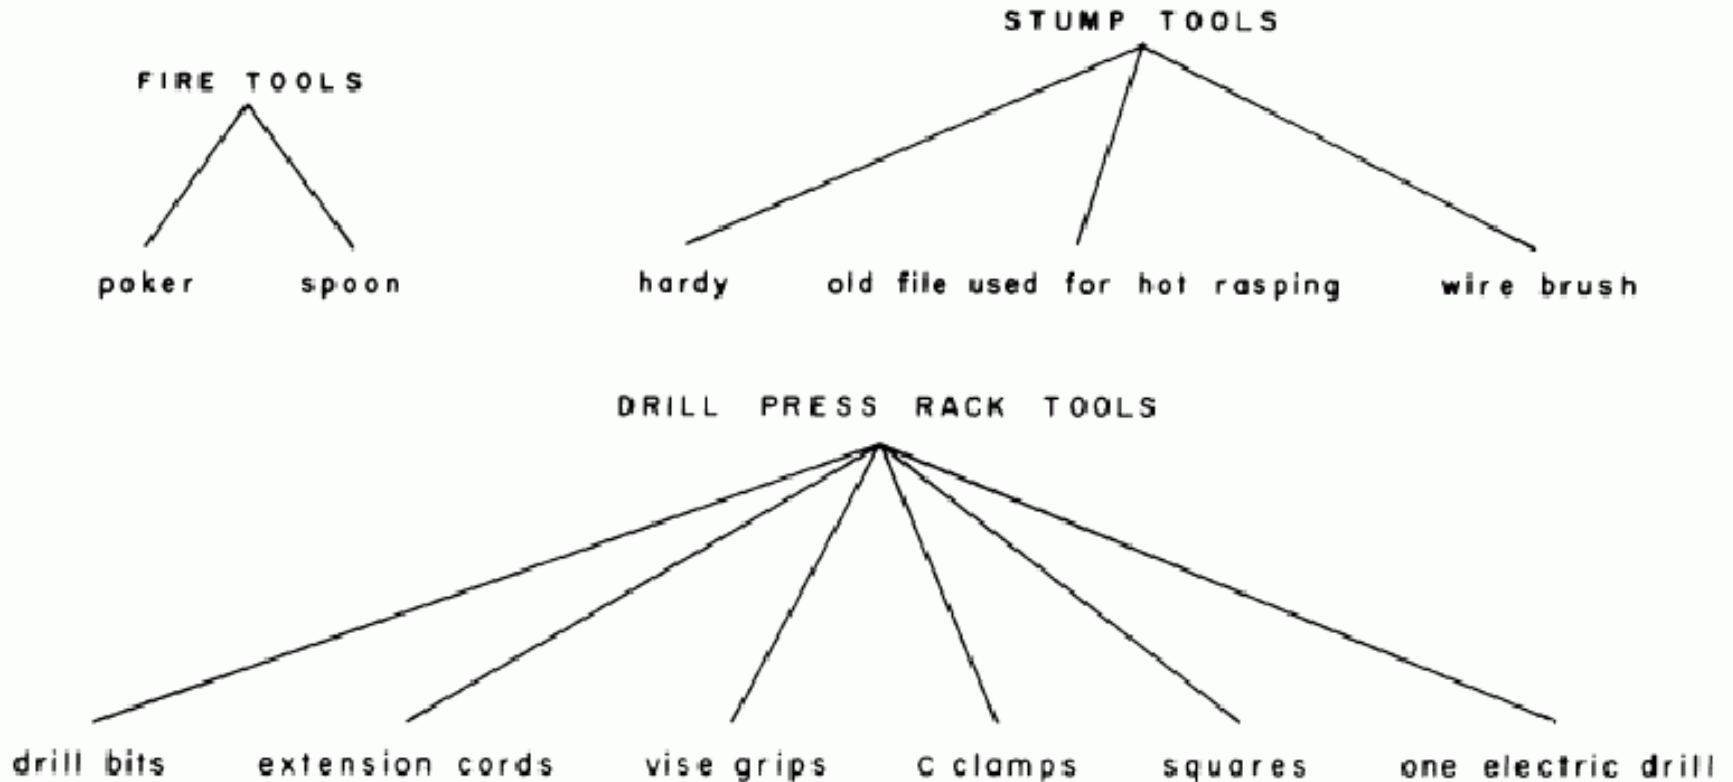 STUMP TOOLS
FIRE TOOLS
poker spoon hardy old file used for hot rasping wire brush
DRILL PRESS RACK TOOLS
drill bits extension cords vise grips C clamps squares one electric drill